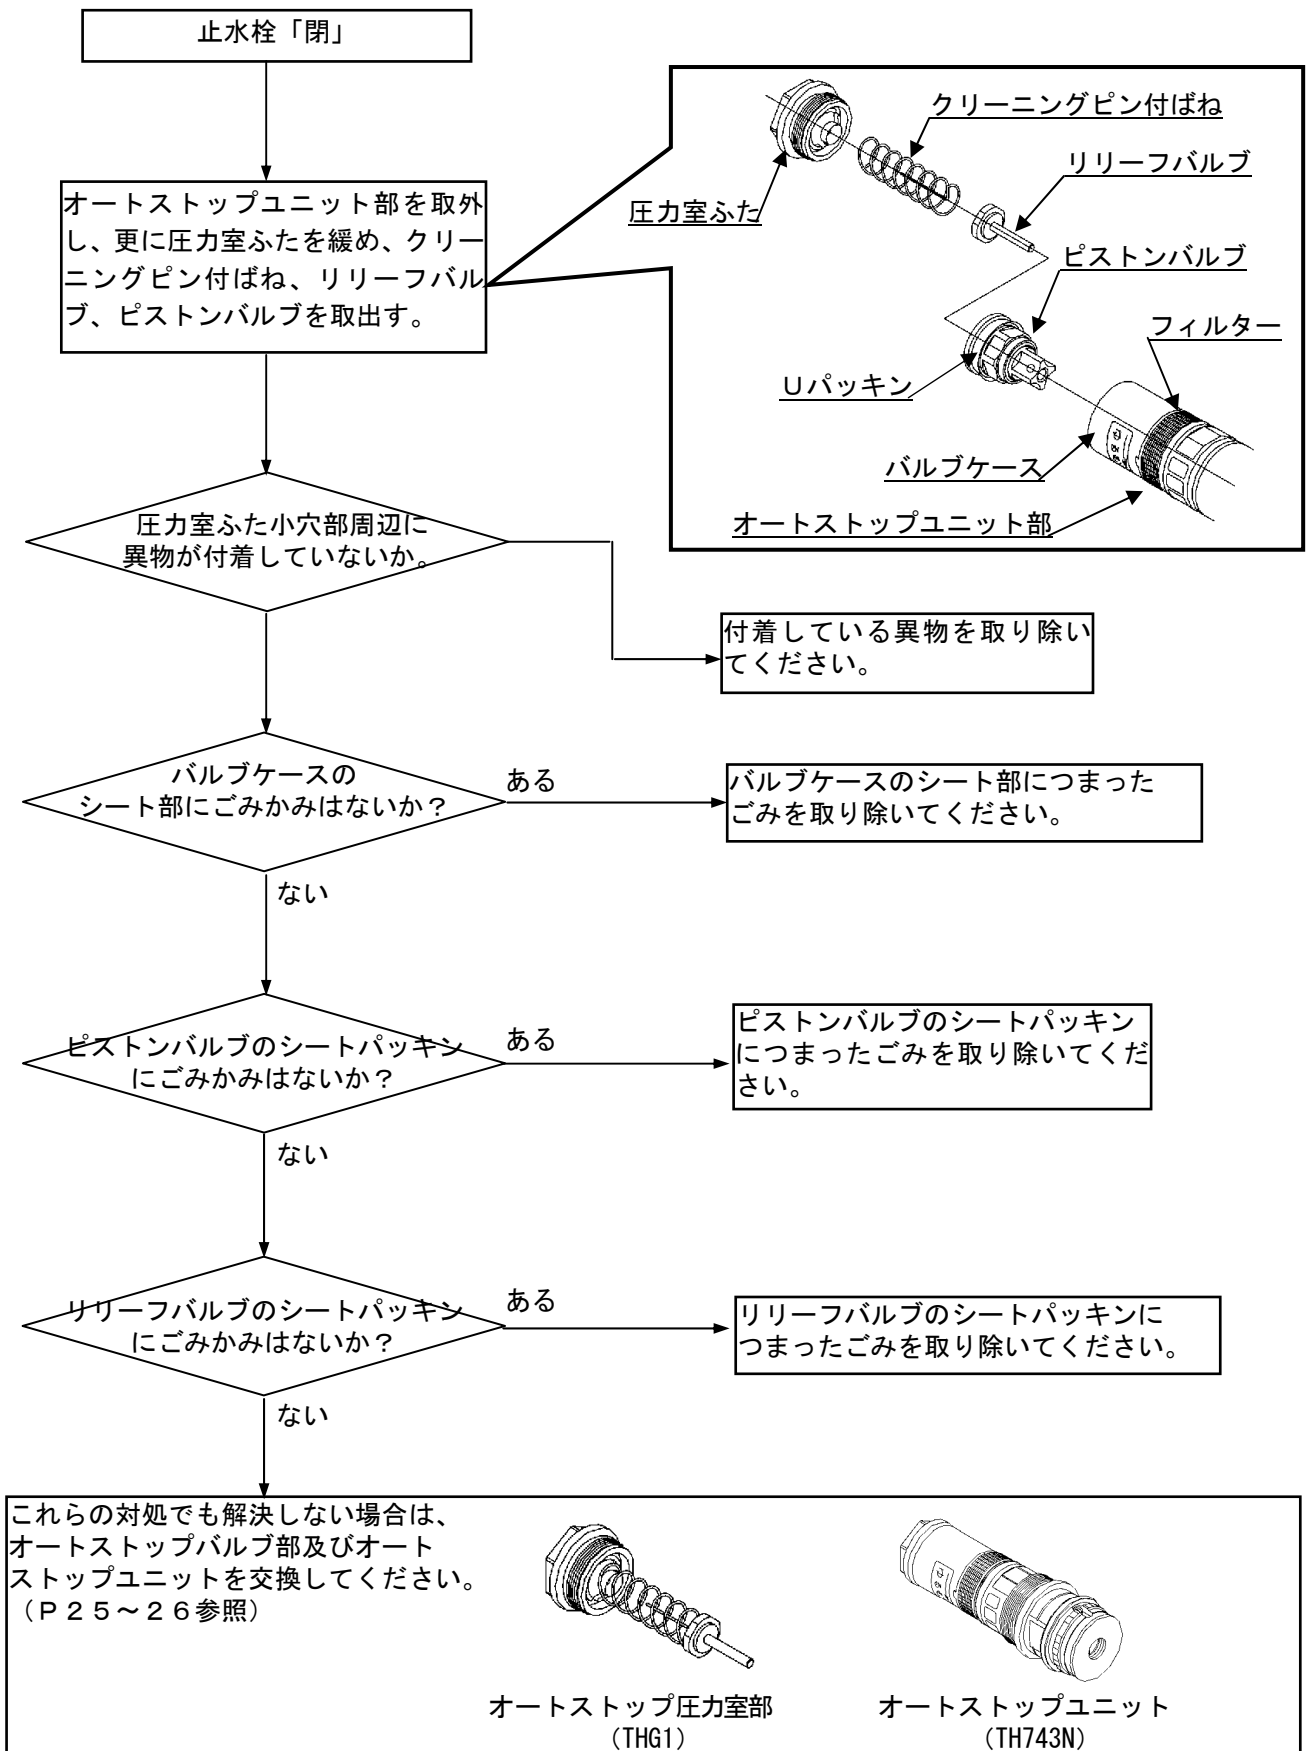 止水栓「閉」
オートストップユニット部を取外
し、更に圧力室ふたを緩め、クリー
ニングピン付ばね、リリーフバル
ブ、ピストンバルブを取出す。
クリーニングピン付ばね
リリーフバルブ
圧力室ふた
ピストンバルブ
フィルター
Uパッキン
バルブケース
オートストップユニット部
圧力室ふた小穴部周辺に
異物が付着していないか。
付着している異物を取り除い
てください。
バルブケースの
シート部にごみかみはないか？
ある
バルブケースのシート部につまった
ごみを取り除いてください。
ない
ピストンバルブのシートパッキン
にごみかみはないか？
ある
ピストンバルブのシートパッキン
につまったごみを取り除いてくだ
さい。
ない
リリーフバルブのシートパッキン
にごみかみはないか？
ある
リリーフバルブのシートパッキンに
つまったごみを取り除いてください。
ない
これらの対処でも解決しない場合は、
オートストップバルブ部及びオート
ストップユニットを交換してください。
（Ｐ２５～２６参照）
オートストップ圧力室部
（THG1）
オートストップユニット
（TH743N）